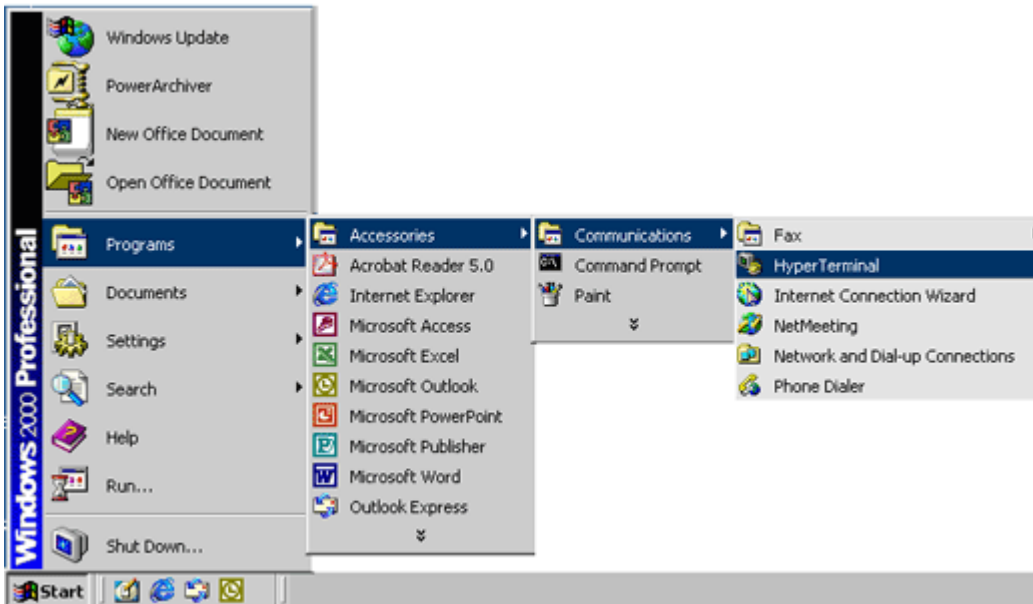 Windows Update
PowerArchiver
New Office Document
Open Office Document
Programs
Documents
Settings
Search
Help
Run...
Shut Down...
Windows 2000 Professional
Accessories
Acrobat Reader 5.0
Internet Explorer
Microsoft Access
Microsoft Excel
Microsoft Outlook
Microsoft PowerPoint
Microsoft Publisher
Microsoft Word
Outlook Express
Communications
Command Prompt
Paint
Fax
HyperTerminal
Internet Connection Wizard
NetMeeting
Network and Dial-up Connections
Phone Dialer
Start